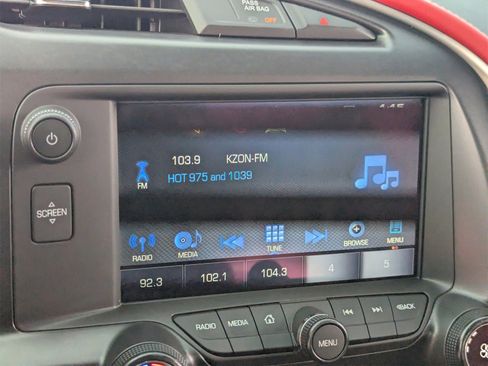 PASS
AIR BAG
OFF
103.9 KZON-FM
FM
HOT 975 and 1039
SCREEN
RADIO MEDIA TUNE BROWSE MENU
92.3 102.1 104.3 4 5
RADIO MEDIA BACK
MENU